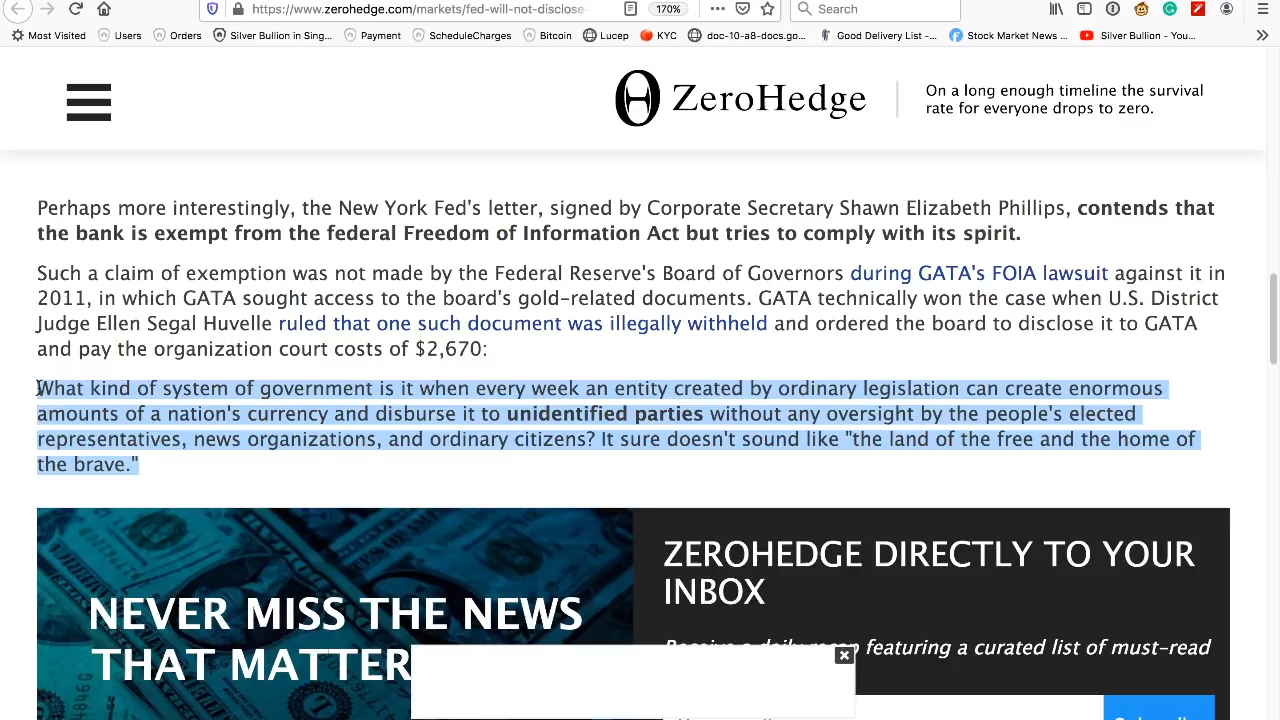 https://www.zerohedge.com/markets/fed-will-not-disclose-
170%
Search
Most Visited
Users
Orders
Silver Bullion in Sing...
Payment
ScheduleCharges
Bitcoin
Lucep
KYC
doc-10-a8-docs.go...
Good Delivery List -...
Stock Market News ...
Silver Bullion - You...
ZeroHedge
On a long enough timeline the survival
rate for everyone drops to zero.
Perhaps more interestingly, the New York Fed's letter, signed by Corporate Secretary Shawn Elizabeth Phillips, contends that
the bank is exempt from the federal Freedom of Information Act but tries to comply with its spirit.
Such a claim of exemption was not made by the Federal Reserve's Board of Governors during GATA's FOIA lawsuit against it in
2011, in which GATA sought access to the board's gold-related documents. GATA technically won the case when U.S. District
Judge Ellen Segal Huvelle ruled that one such document was illegally withheld and ordered the board to disclose it to GATA
and pay the organization court costs of $2,670:
What kind of system of government is it when every week an entity created by ordinary legislation can create enormous
amounts of a nation's currency and disburse it to unidentified parties without any oversight by the people's elected
representatives, news organizations, and ordinary citizens? It sure doesn't sound like "the land of the free and the home of
the brave."
NEVER MISS THE NEWS
THAT MATTER
ZEROHEDGE DIRECTLY TO YOUR
INBOX
Receive a daily recap featuring a curated list of must-read